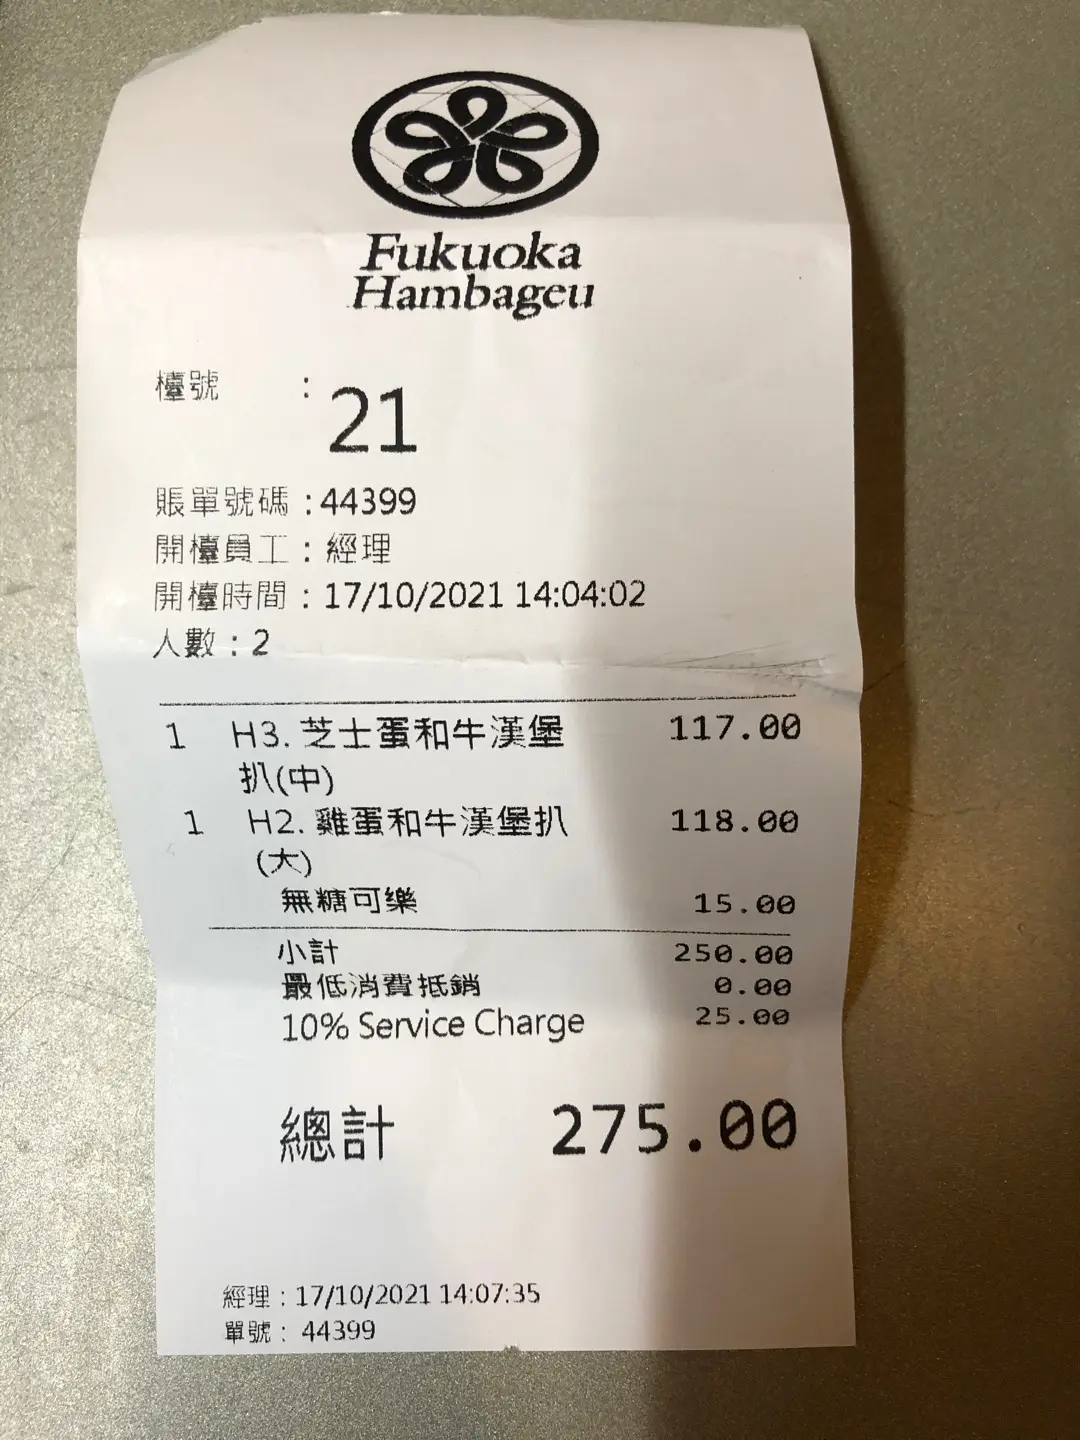 Fukuoka
Hambageu
檯號 : 21
賬單號碼 : 44399
開檯員工 : 經理
開檯時間 : 17/10/2021 14:04:02
人數 : 2
1 H3. 芝士蛋和牛漢堡 117.00
扒(中)
1 H2. 雞蛋和牛漢堡扒 118.00
(大)
無糖可樂 15.00
小計 250.00
最低消費抵銷 0.00
10% Service Charge 25.00
總計 275.00
經理 : 17/10/2021 14:07:35
單號 : 44399